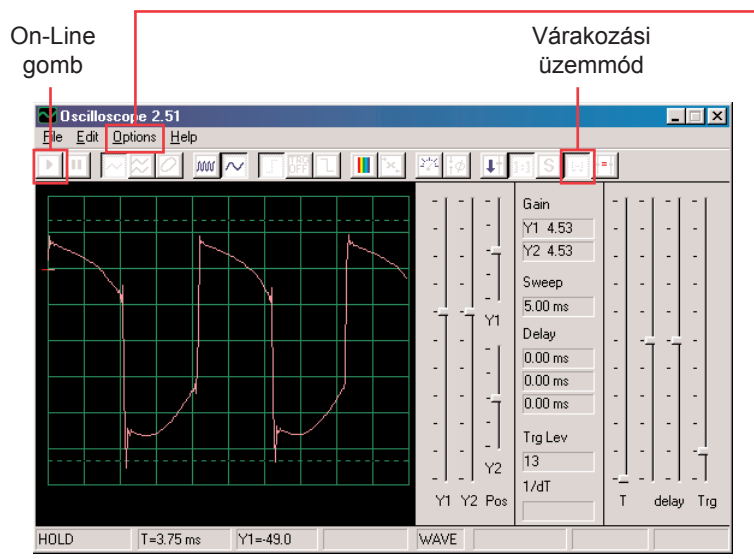 On-Line
gomb
Várakozási
üzemmód
Oscilloscope 2.51
File Edit Options Help
TRG
OFF
S
Gain
Y1 4.53
Y2 4.53
Sweep
5.00 ms
Y1
Delay
0.00 ms
0.00 ms
0.00 ms
Trg Lev
13
Y2
1/dT
Y1 Y2 Pos
T delay Trg
HOLD T=3.75 ms Y1=-49.0 WAVE